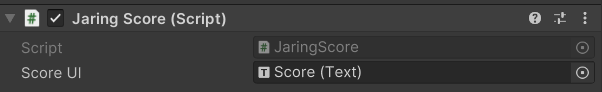 Jaring Score (Script)
Script JaringScore
Score UI Score (Text)